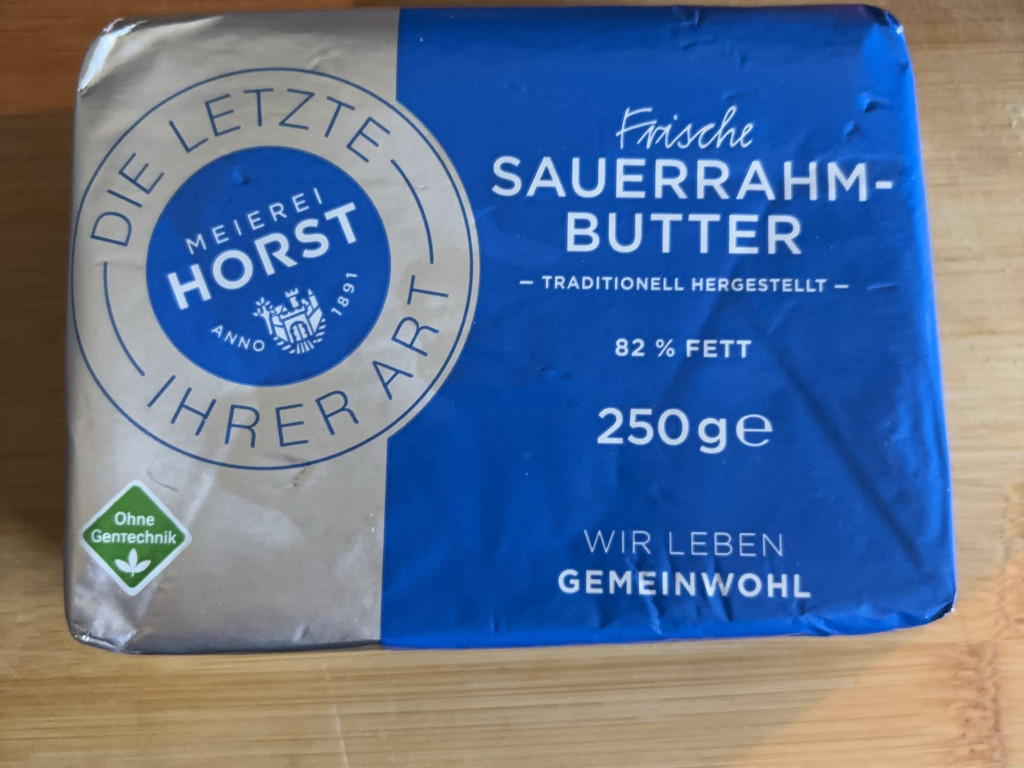 DIE LETZTE
IHRER ART
MEIEREI
HORST
ANNO 1891
Ohne
GenTechnik
Frische
SAUERRAHM-
BUTTER
– TRADITIONELL HERGESTELLT –
82 % FETT
250 g ℮
WIR LEBEN
GEMEINWOHL